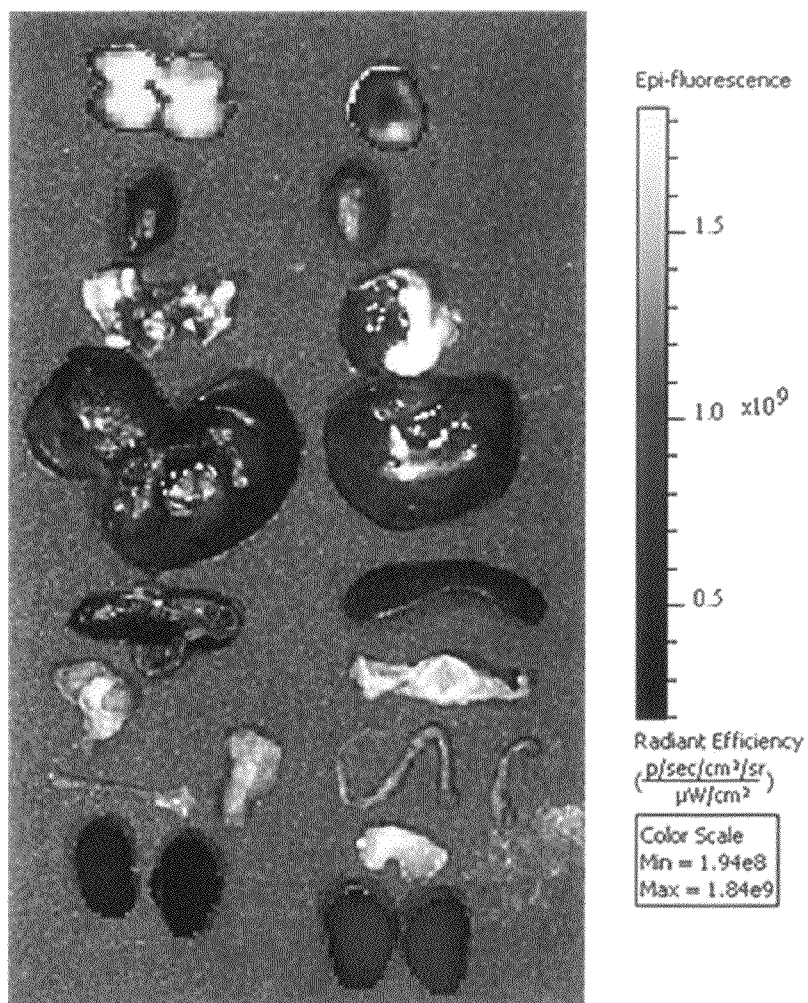 Epi-fluorescence
1.5
1.0 x10⁹
0.5
Radiant Efficiency
(p/sec/cm²/sr / µW/cm²)
Color Scale
Min = 1.94e8
Max = 1.84e9